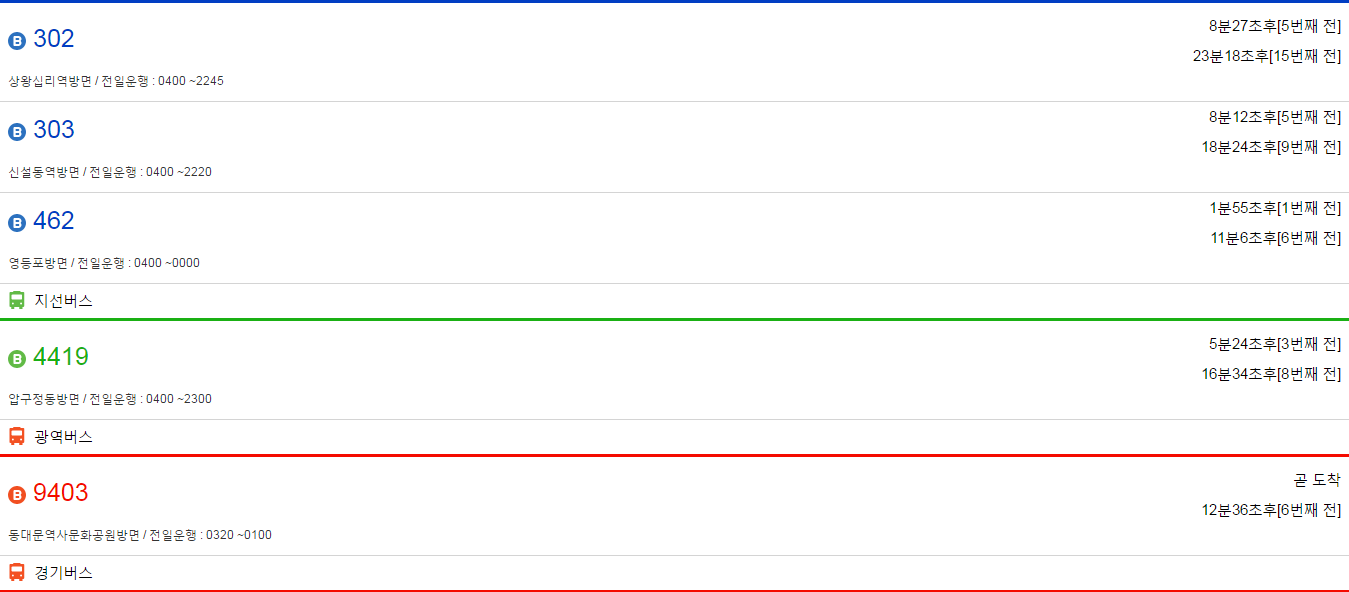 B 302
8분27초후[5번째 전]
23분18초후[15번째 전]
상왕십리역방면 / 전일운행 : 0400 ~2245
B 303
8분12초후[5번째 전]
18분24초후[9번째 전]
신설동역방면 / 전일운행 : 0400 ~2220
B 462
1분55초후[1번째 전]
11분6초후[6번째 전]
영등포방면 / 전일운행 : 0400 ~0000
지선버스
B 4419
5분24초후[3번째 전]
16분34초후[8번째 전]
압구정동방면 / 전일운행 : 0400 ~2300
광역버스
B 9403
곧 도착
12분36초후[6번째 전]
동대문역사문화공원방면 / 전일운행 : 0320 ~0100
경기버스